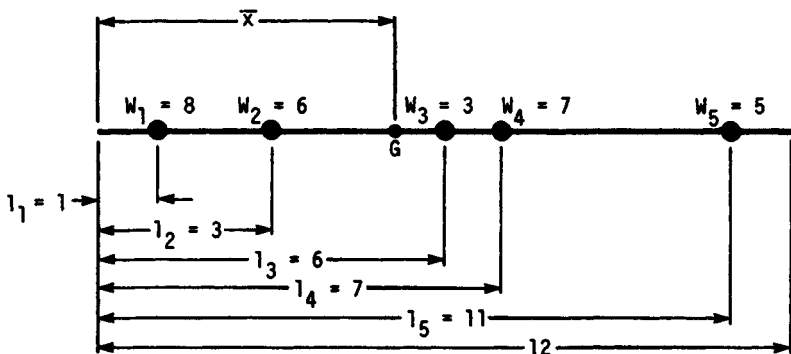 x̄
W₁ = 8 W₂ = 6 W₃ = 3 W₄ = 7 W₅ = 5
G
l₁ = 1
l₂ = 3
l₃ = 6
l₄ = 7
l₅ = 11
12